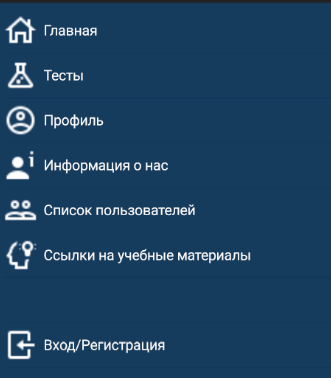 Главная
Тесты
Профиль
Информация о нас
Список пользователей
Ссылки на учебные материалы
Вход/Регистрация